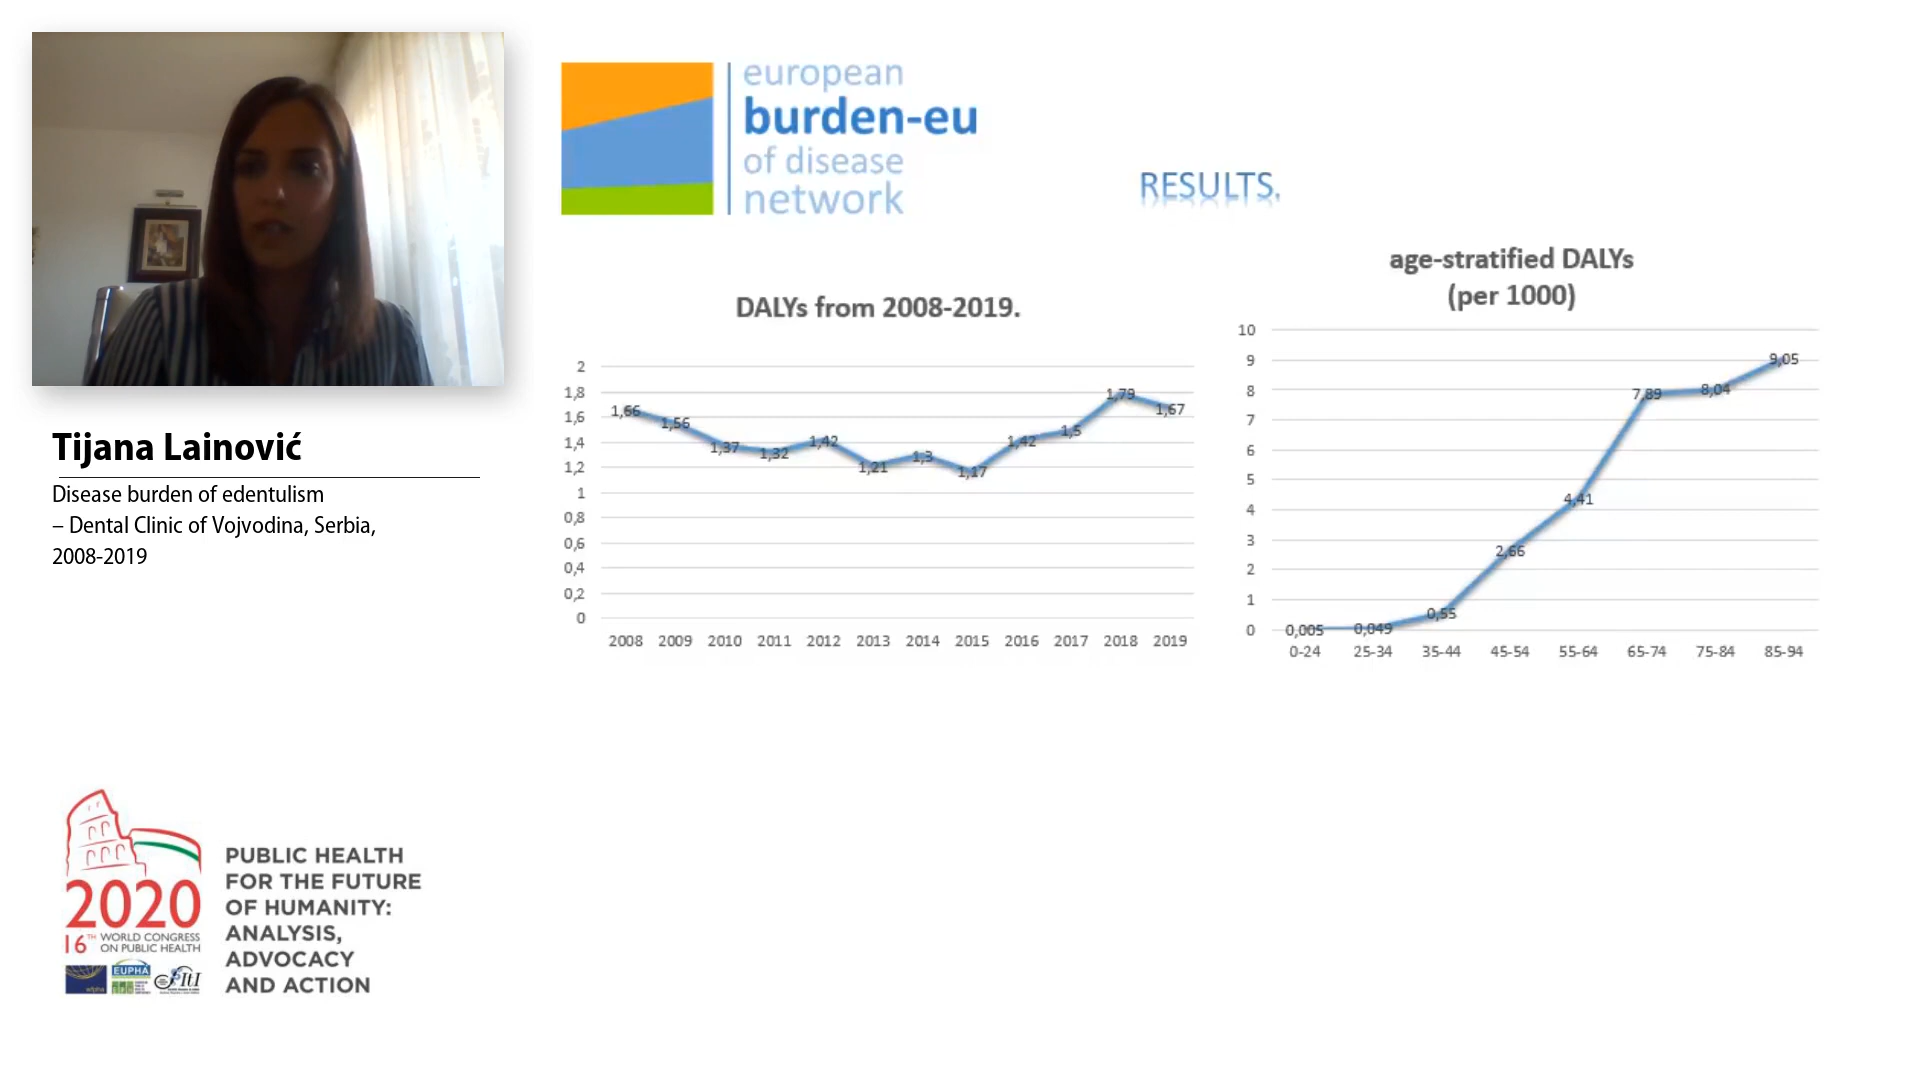 Tijana Lainović
Disease burden of edentulism
– Dental Clinic of Vojvodina, Serbia,
2008-2019
european
burden-eu
of disease
network
RESULTS.
DALYs from 2008-2019.
2
1,8
1,6
1,4
1,2
1
0,8
0,6
0,4
0,2
0
1,66 1,56 1,37 1,32 1,42 1,21 1,3 1,17 1,42 1,5 1,79 1,67
2008 2009 2010 2011 2012 2013 2014 2015 2016 2017 2018 2019
age-stratified DALYs
(per 1000)
10
9
8
7
6
5
4
3
2
1
0
0,005 0,049 0,55 2,66 4,41 7,89 8,04 9,05
0-24 25-34 35-44 45-54 55-64 65-74 75-84 85-94
2020
16TH WORLD CONGRESS
ON PUBLIC HEALTH
EUPHA
PUBLIC HEALTH
FOR THE FUTURE
OF HUMANITY:
ANALYSIS,
ADVOCACY
AND ACTION